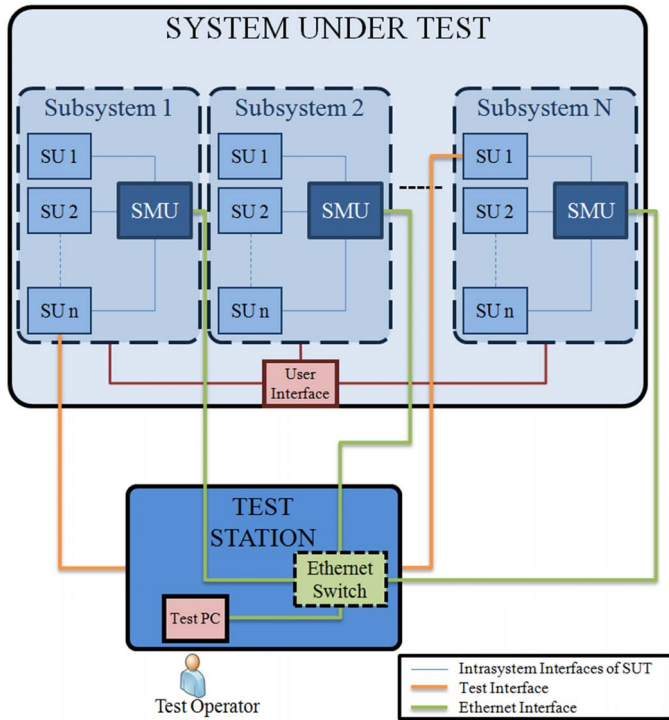 SYSTEM UNDER TEST
Subsystem 1
SU 1
SU 2
SMU
SU n
Subsystem 2
SU 1
SU 2
SMU
SU n
Subsystem N
SU 1
SU 2
SMU
SU n
User
Interface
TEST
STATION
Ethernet
Switch
Test PC
Test Operator
Intrasystem Interfaces of SUT
Test Interface
Ethernet Interface